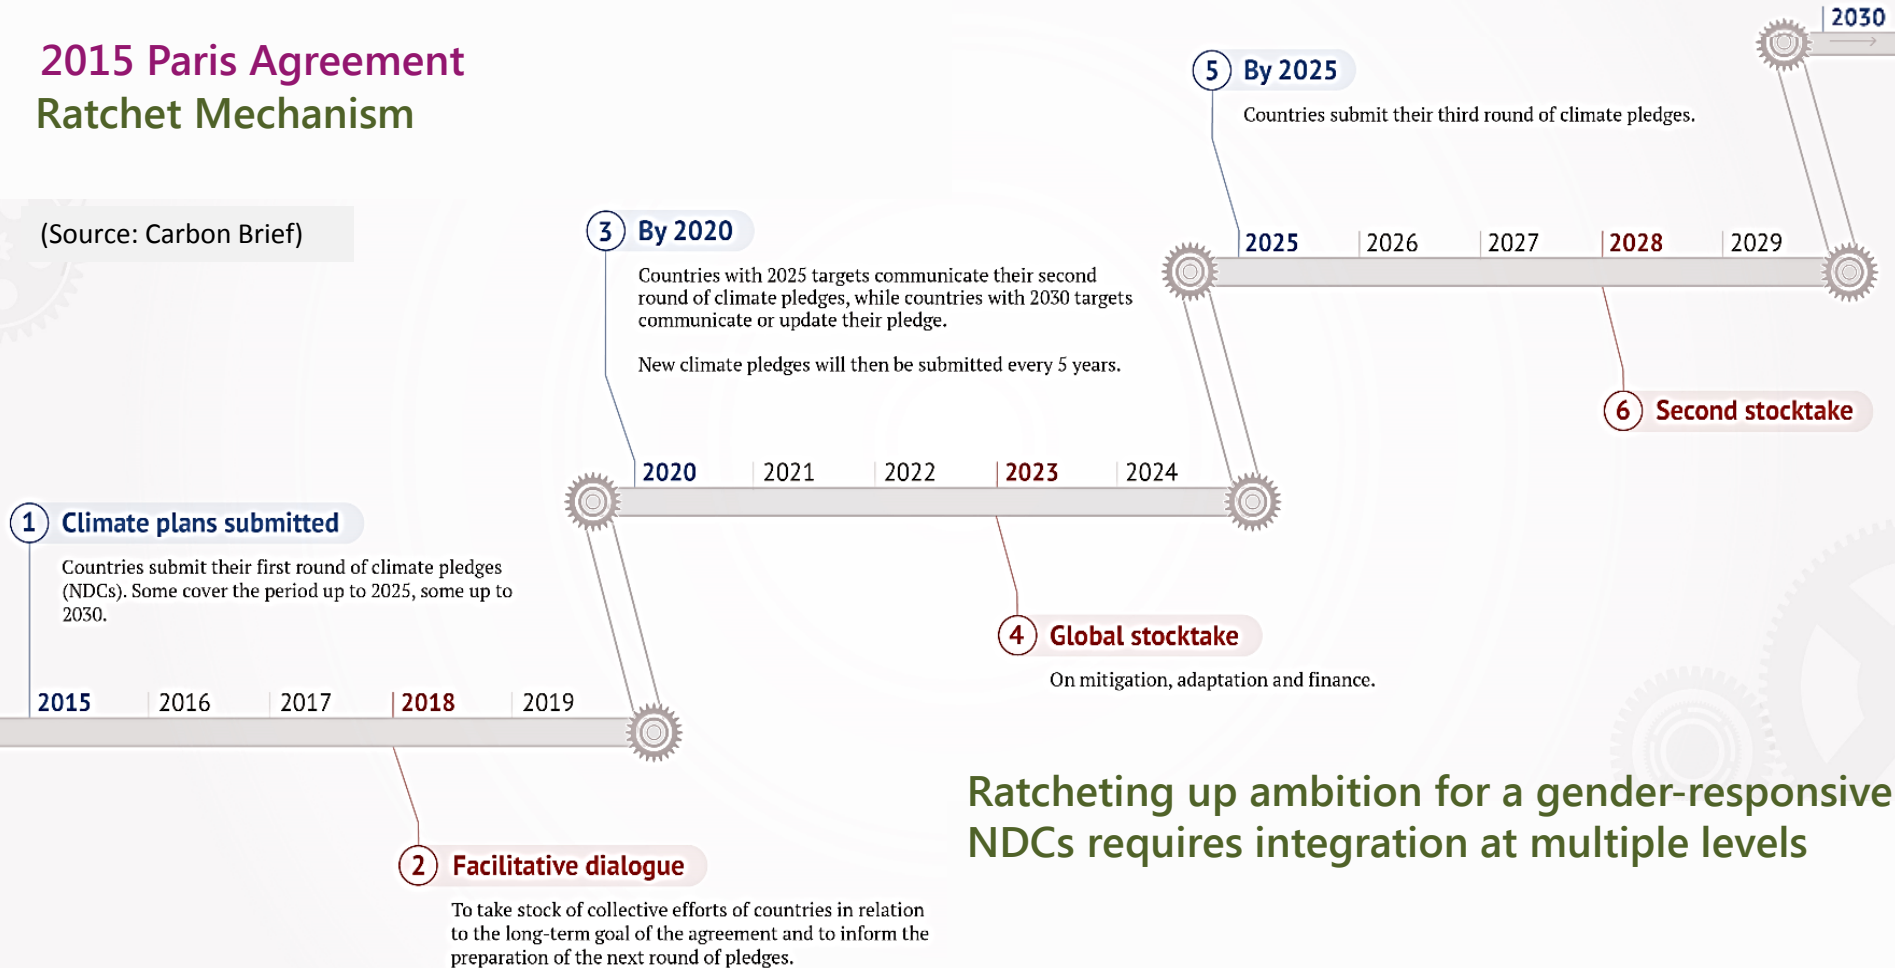 2015 Paris Agreement
Ratchet Mechanism
(Source: Carbon Brief)
1 Climate plans submitted
Countries submit their first round of climate pledges
(NDCs). Some cover the period up to 2025, some up to
2030.
2015 2016 2017 2018 2019
2 Facilitative dialogue
To take stock of collective efforts of countries in relation
to the long-term goal of the agreement and to inform the
preparation of the next round of pledges.
3 By 2020
Countries with 2025 targets communicate their second
round of climate pledges, while countries with 2030 targets
communicate or update their pledge.
New climate pledges will then be submitted every 5 years.
2020 2021 2022 2023 2024
4 Global stocktake
On mitigation, adaptation and finance.
5 By 2025
Countries submit their third round of climate pledges.
2025 2026 2027 2028 2029
6 Second stocktake
2030
Ratcheting up ambition for a gender-responsive
NDCs requires integration at multiple levels